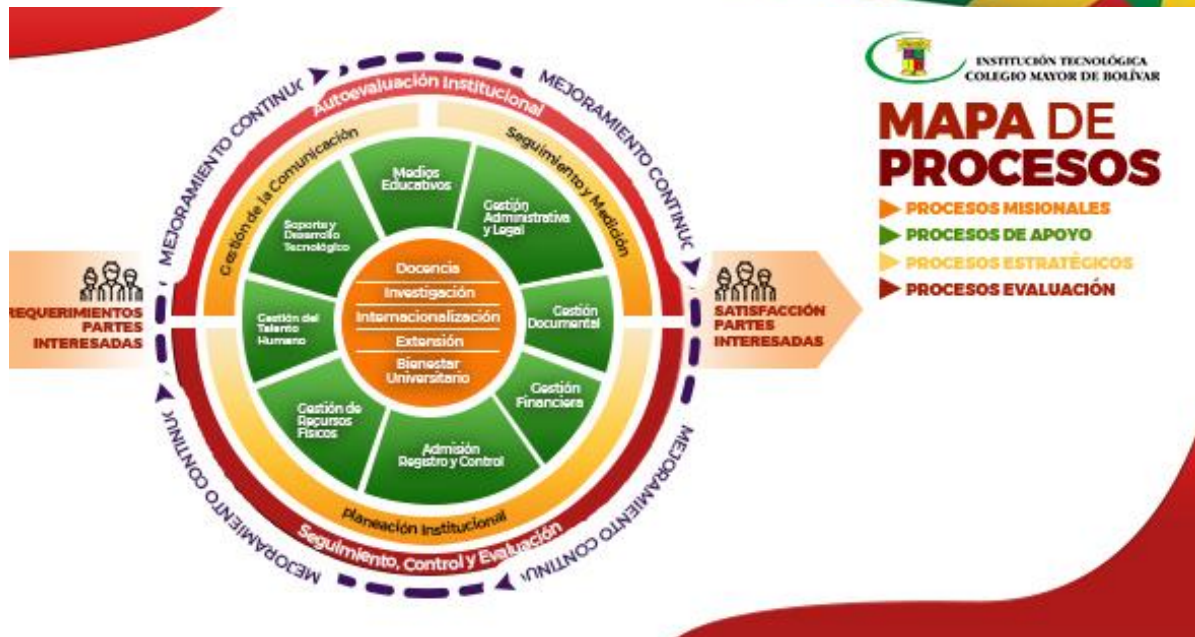 INSTITUCIÓN TECNOLÓGICA
COLEGIO MAYOR DE BOLÍVAR
MAPA DE
PROCESOS
PROCESOS MISIONALES
PROCESOS DE APOYO
PROCESOS ESTRATÉGICOS
PROCESOS EVALUACIÓN
REQUERIMIENTOS
PARTES
INTERESADAS
SATISFACCIÓN
PARTES
INTERESADAS
MEJORAMIENTO CONTINUO
MEJORAMIENTO CONTINUO
MEJORAMIENTO CONTINUO
MEJORAMIENTO CONTINUO
Autoevaluación Institucional
Gestión de la Comunicación
Seguimiento y Medición
Medios
Educativos
Gestión
Administrativa
y Legal
Gestión
Documental
Gestión
Financiera
Admisión
Registro y Control
Gestión de
Recursos
Físicos
Gestión del
Talento
Humano
Soporte y
Desarrollo
Tecnológico
Docencia
Investigación
Internacionalización
Extensión
Bienestar
Universitario
planeación Institucional
Seguimiento, Control y Evaluación